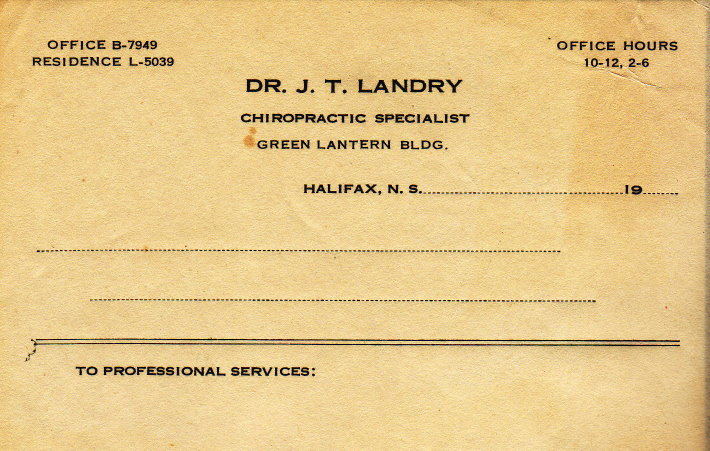 OFFICE B-7949
RESIDENCE L-5039
OFFICE HOURS
10-12, 2-6
DR. J. T. LANDRY
CHIROPRACTIC SPECIALIST
GREEN LANTERN BLDG.
HALIFAX, N. S. 19
TO PROFESSIONAL SERVICES: